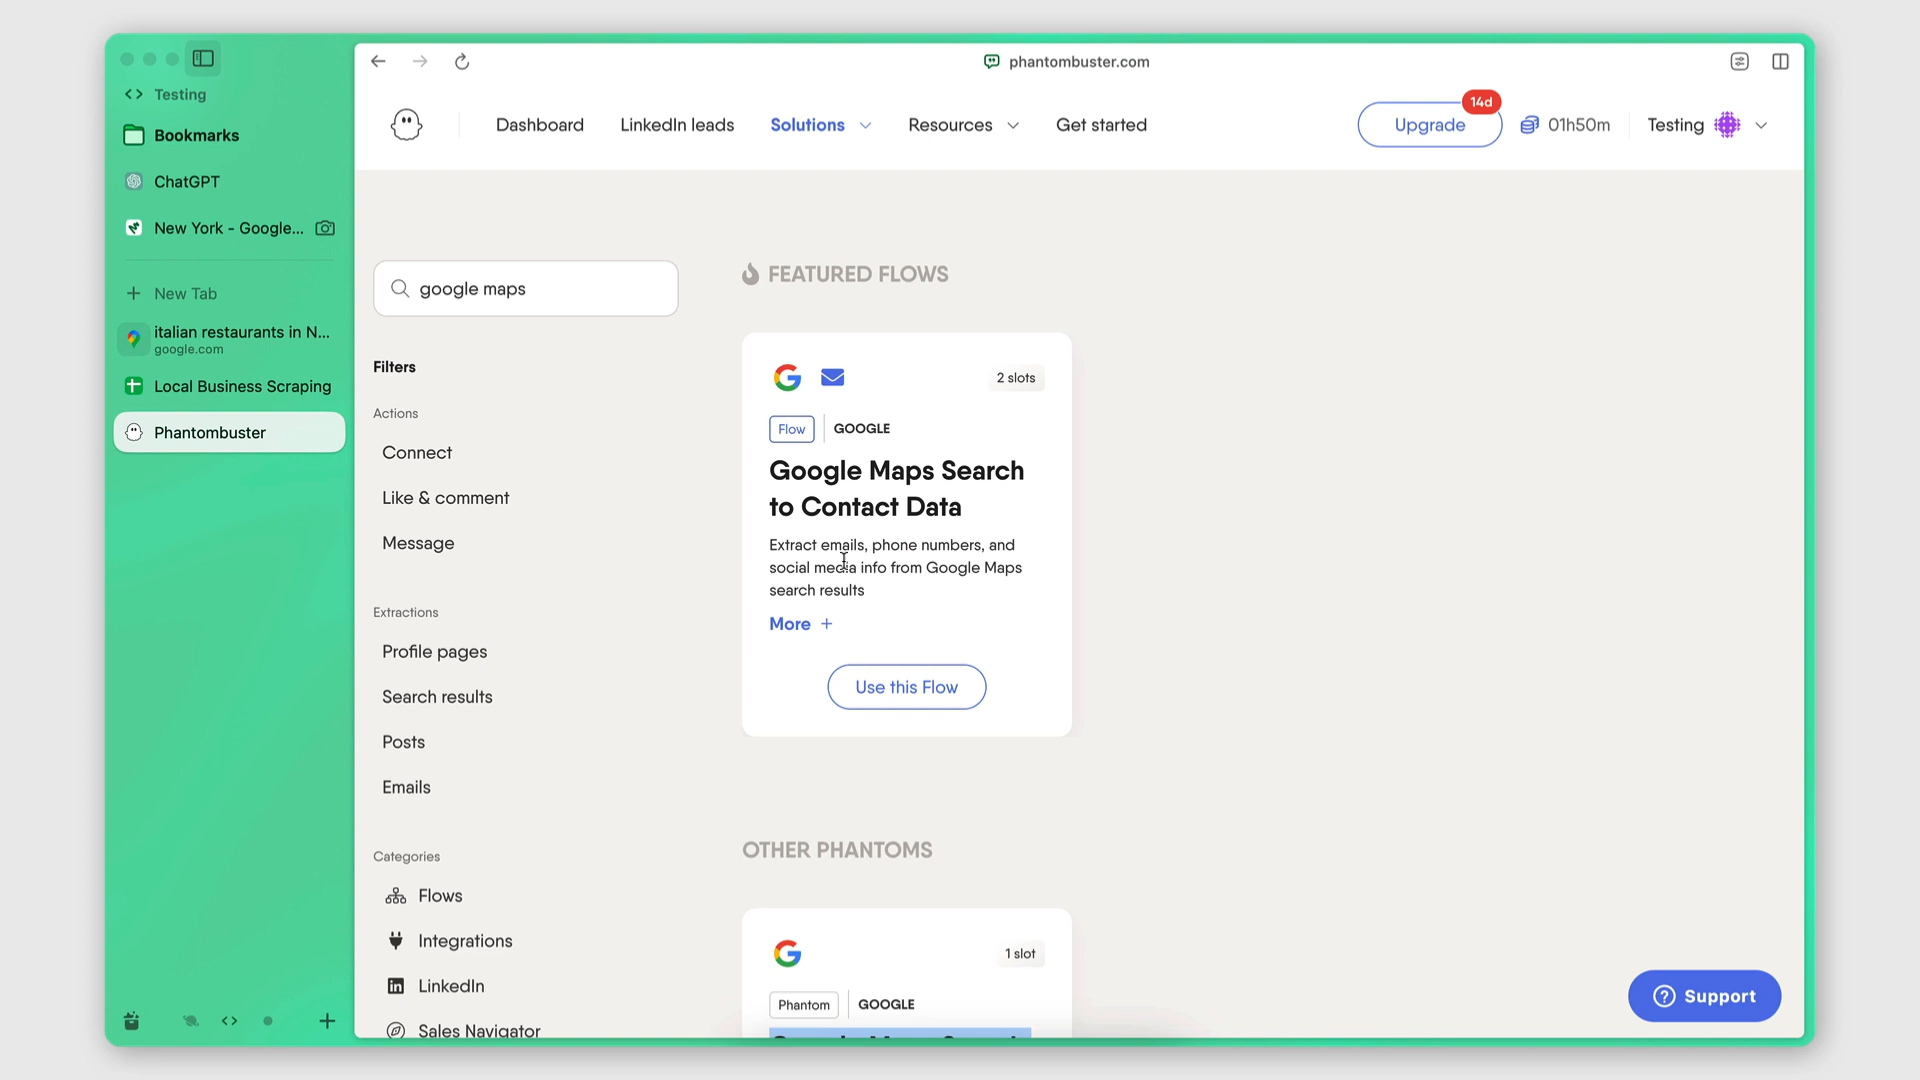 Testing
Bookmarks
ChatGPT
New York - Google...
New Tab
italian restaurants in N...
google.com
Local Business Scraping
Phantombuster
phantombuster.com
Dashboard
LinkedIn leads
Solutions
Resources
Get started
14d
Upgrade
01h50m
Testing
google maps
Filters
Actions
Connect
Like & comment
Message
Extractions
Profile pages
Search results
Posts
Emails
Categories
Flows
Integrations
LinkedIn
Sales Navigator
FEATURED FLOWS
2 slots
Flow
GOOGLE
Google Maps Search
to Contact Data
Extract emails, phone numbers, and
social media info from Google Maps
search results
More +
Use this Flow
OTHER PHANTOMS
1 slot
Phantom
GOOGLE
Support